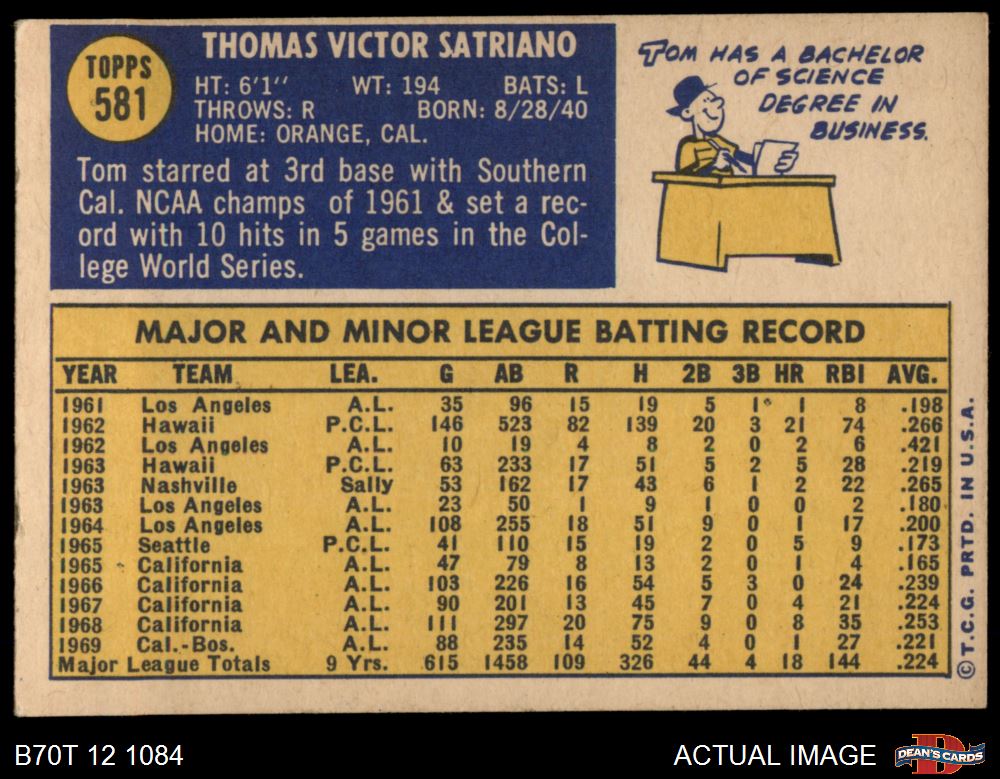 TOPPS
581
THOMAS VICTOR SATRIANO
HT: 6'1'' WT: 194 BATS: L
THROWS: R BORN: 8/28/40
HOME: ORANGE, CAL.
Tom starred at 3rd base with Southern
Cal. NCAA champs of 1961 & set a rec-
ord with 10 hits in 5 games in the Col-
lege World Series.
TOM HAS A BACHELOR
OF SCIENCE
DEGREE IN
BUSINESS.
MAJOR AND MINOR LEAGUE BATTING RECORD
YEAR TEAM LEA. G AB R H 2B 3B HR RBI AVG.
1961 Los Angeles A.L. 35 96 15 19 5 1 1 8 .198
1962 Hawaii P.C.L. 146 523 82 139 20 3 21 74 .266
1962 Los Angeles A.L. 10 19 4 8 2 0 2 6 .421
1963 Hawaii P.C.L. 63 233 17 51 5 2 5 28 .219
1963 Nashville Sally 53 162 17 43 6 1 2 22 .265
1963 Los Angeles A.L. 23 50 1 9 1 0 0 2 .180
1964 Los Angeles A.L. 108 255 18 51 9 0 1 17 .200
1965 Seattle P.C.L. 41 110 15 19 2 0 5 9 .173
1965 California A.L. 47 79 8 13 2 0 1 4 .165
1966 California A.L. 103 226 16 54 5 3 0 24 .239
1967 California A.L. 90 201 13 45 7 0 4 21 .224
1968 California A.L. 111 297 20 75 9 0 8 35 .253
1969 Cal.-Bos. A.L. 88 235 14 52 4 0 1 27 .221
Major League Totals 9 Yrs. 615 1458 109 326 44 4 18 144 .224
© T.C.G. PRTD. IN U.S.A.
B70T 12 1084
ACTUAL IMAGE
DEAN'S CARDS